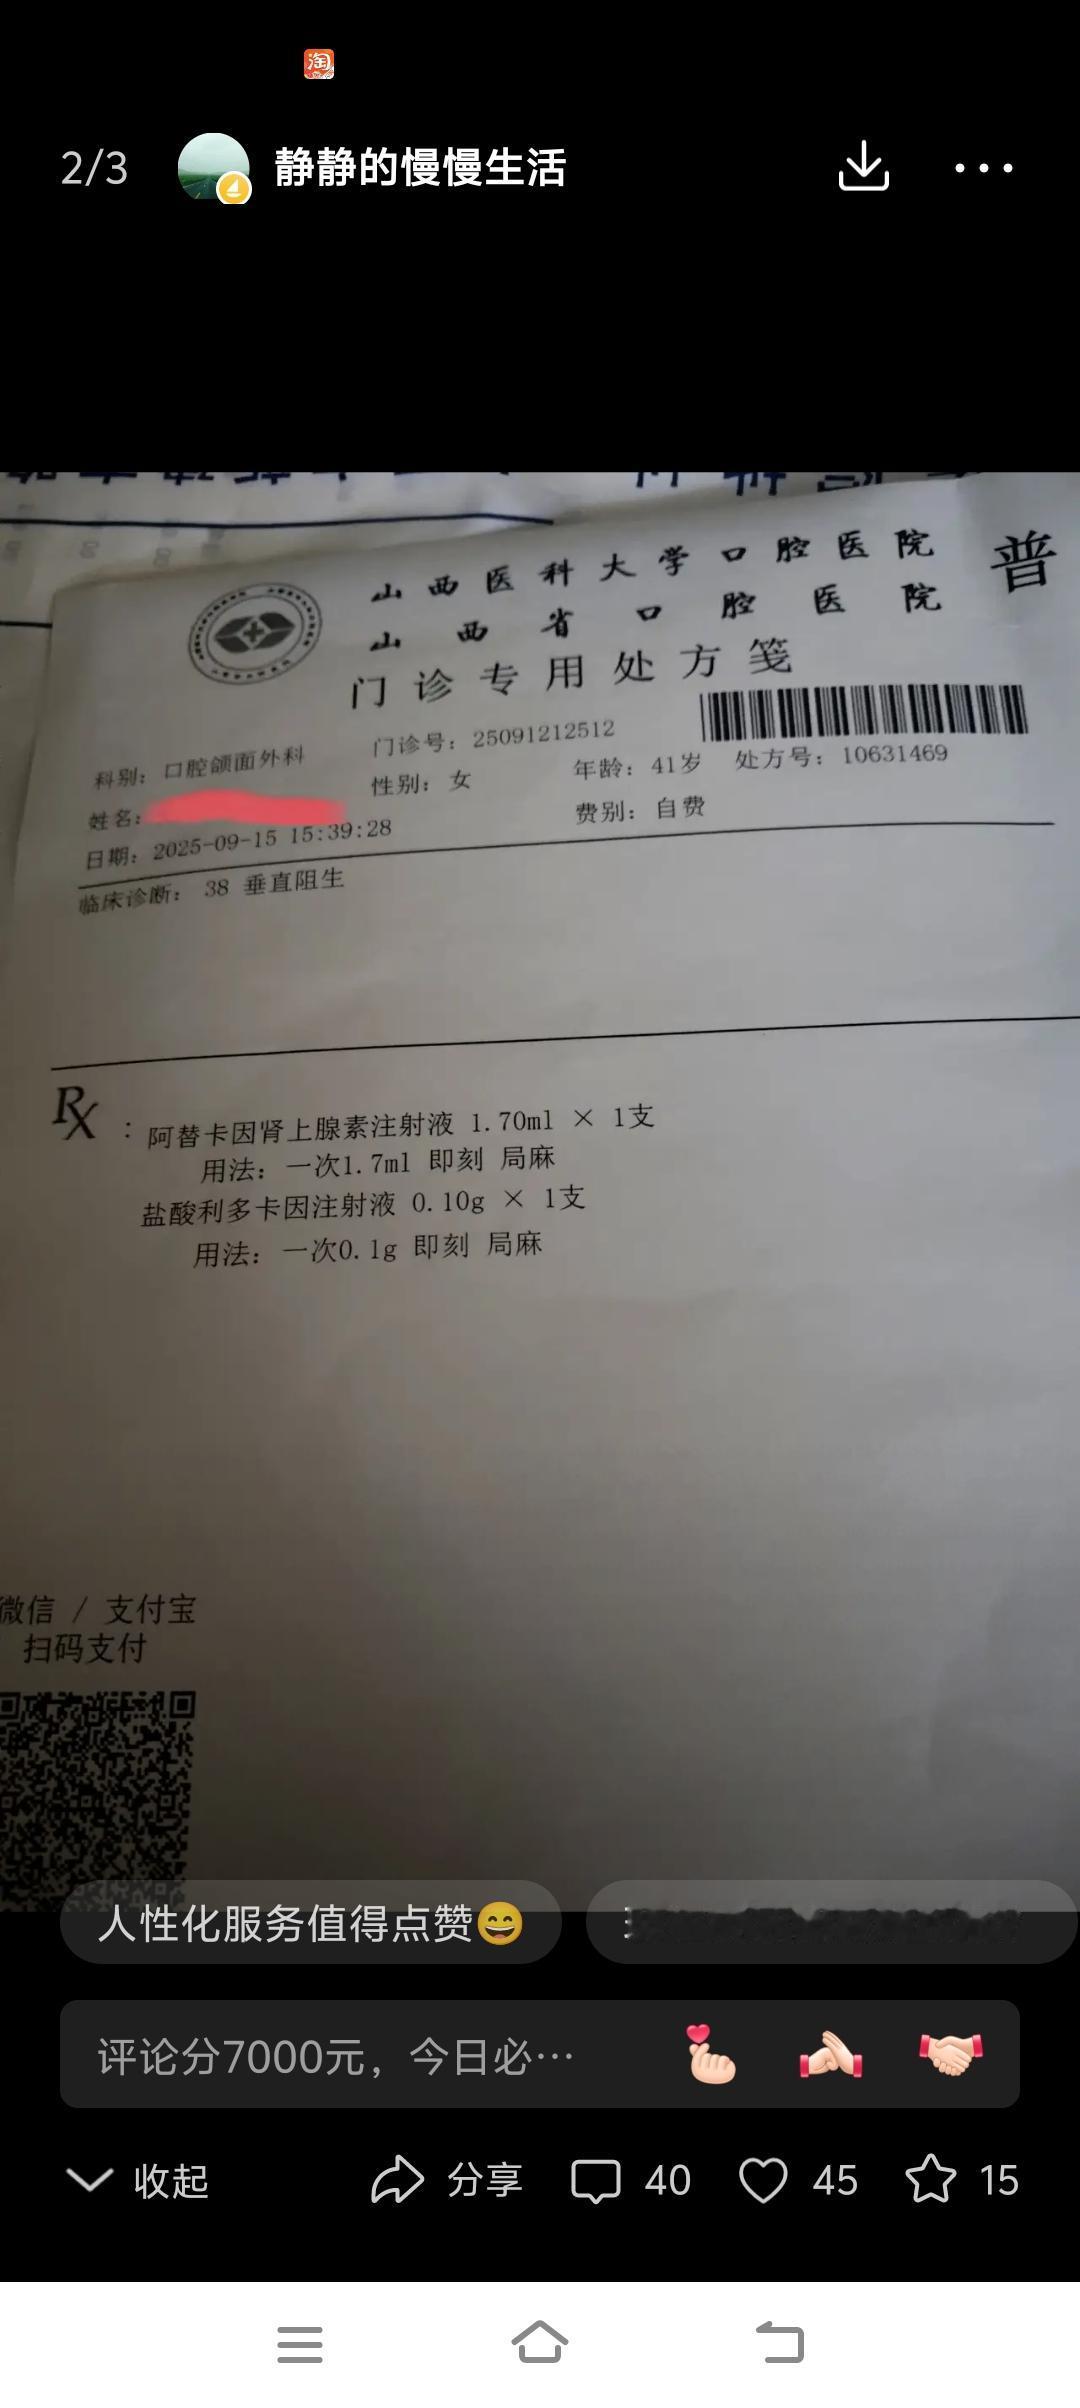 淘
2/3 静静的慢慢生活
山西医科大学口腔医院
普
山西省口腔医院
门诊专用处方笺
科别：口腔颌面外科 门诊号：25091212512
姓名： 性别：女 年龄：41岁 处方号：10631469
日期：2025-09-15 15:39:28 费别：自费
临床诊断： 38 垂直阻生
Rx：阿替卡因肾上腺素注射液 1.70ml × 1支
用法：一次1.7ml 即刻 局麻
盐酸利多卡因注射液 0.10g × 1支
用法：一次0.1g 即刻 局麻
微信 / 支付宝
扫码支付
人性化服务值得点赞😄
评论分7000元，今日必…
收起 分享 40 45 15